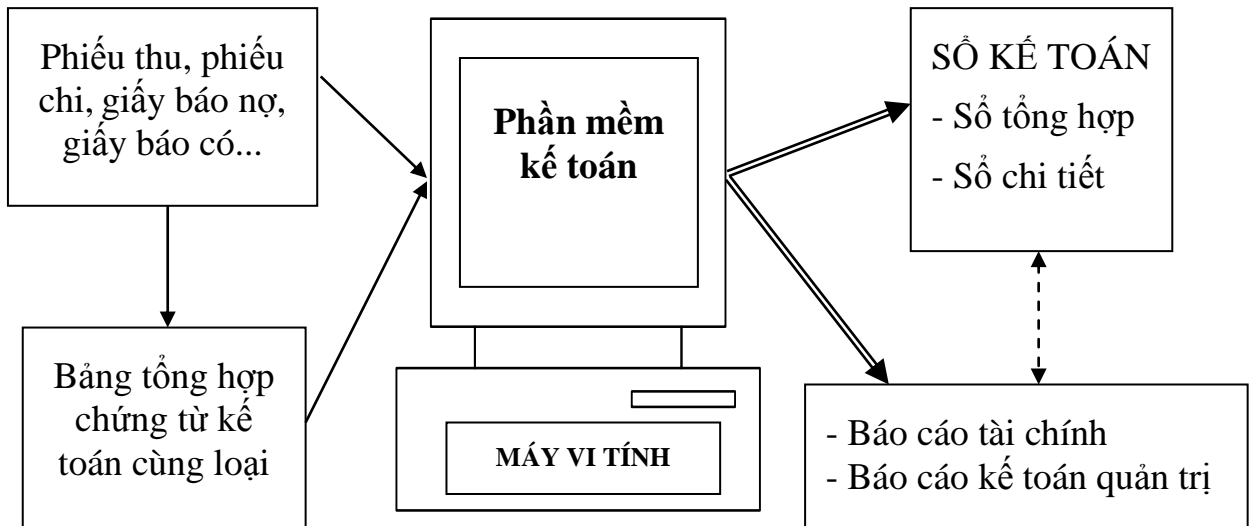 Phiếu thu, phiếu
chi, giấy báo nợ,
giấy báo có...
Bảng tổng hợp
chứng từ kế
toán cùng loại
Phần mềm
kế toán
MÁY VI TÍNH
SỔ KẾ TOÁN
- Sổ tổng hợp
- Sổ chi tiết
- Báo cáo tài chính
- Báo cáo kế toán quản trị